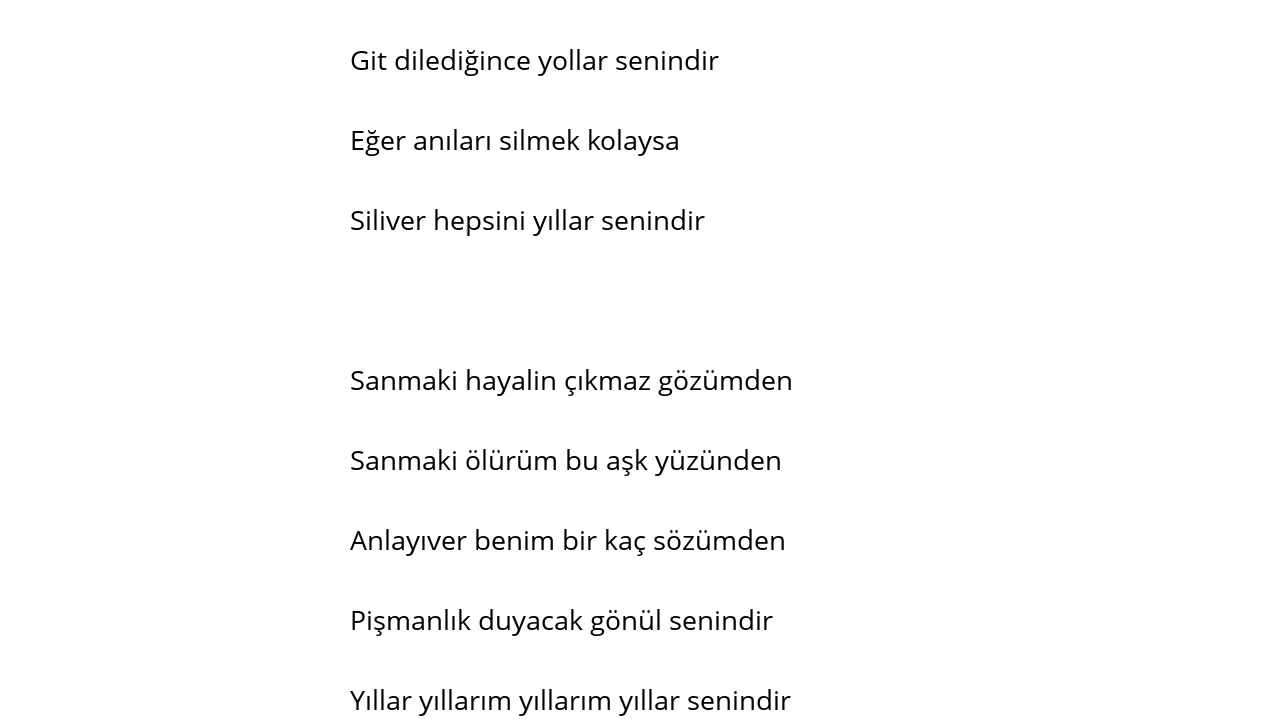 Git dilediğince yollar senindir
Eğer anıları silmek kolaysa
Siliver hepsini yıllar senindir
Sanmaki hayalin çıkmaz gözümden
Sanmaki ölürüm bu aşk yüzünden
Anlayıver benim bir kaç sözümden
Pişmanlık duyacak gönül senindir
Yıllar yıllarım yıllarım yıllar senindir